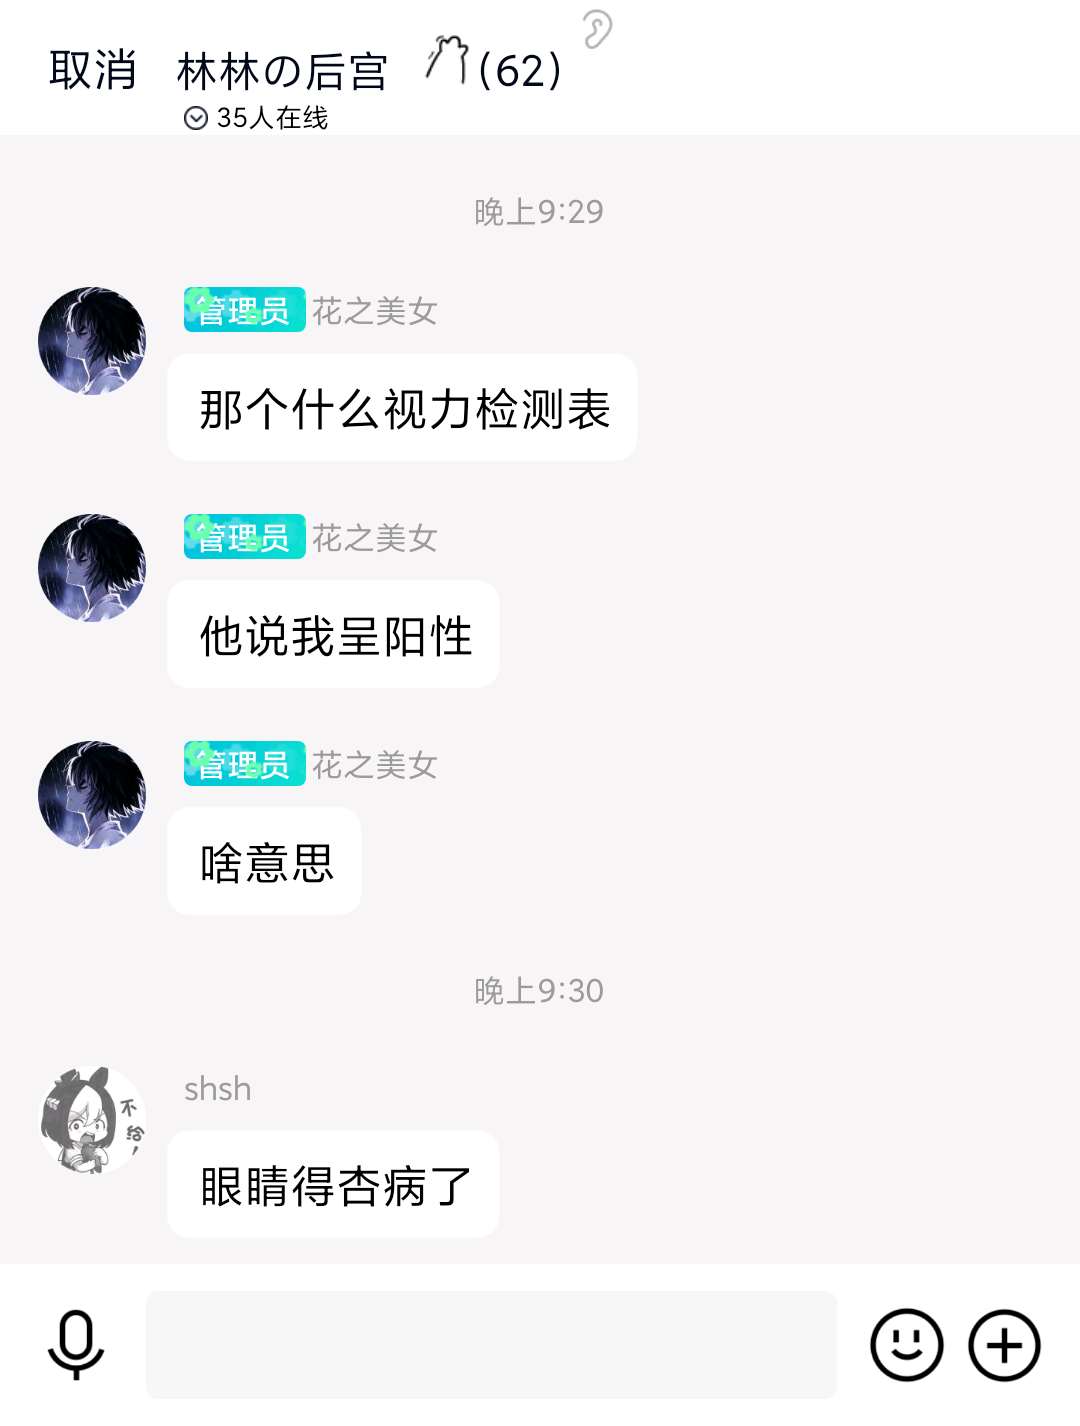 取消 林林の后宫 (62)
35人在线
晚上9:29
管理员 花之美女
那个什么视力检测表
管理员 花之美女
他说我呈阳性
管理员 花之美女
啥意思
晚上9:30
shsh
不给!
眼睛得杏病了